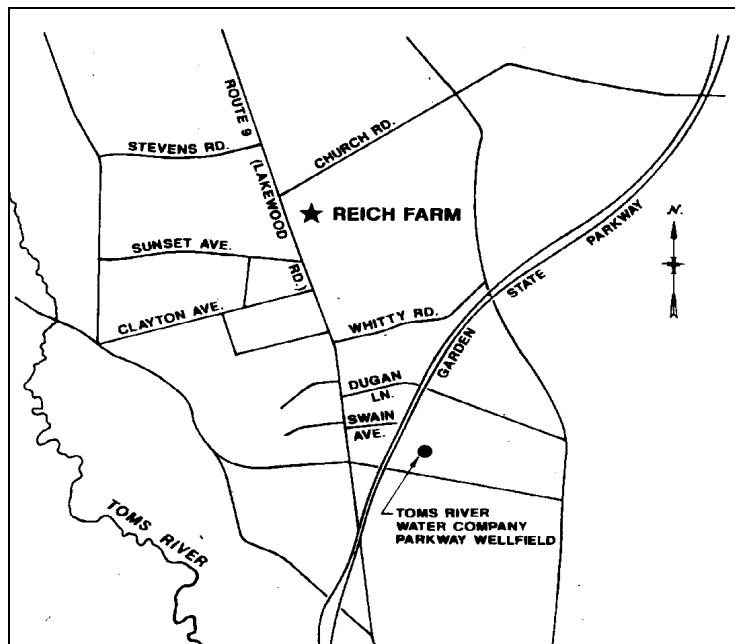 ROUTE 9
(LAKEWOOD
RD.)
STEVENS RD.
CHURCH RD.
REICH FARM
N.
SUNSET AVE.
CLAYTON AVE.
WHITTY RD.
GARDEN
STATE
PARKWAY
DUGAN
LN.
SWAIN
AVE.
TOMS RIVER
WATER COMPANY
PARKWAY WELLFIELD
TOMS RIVER